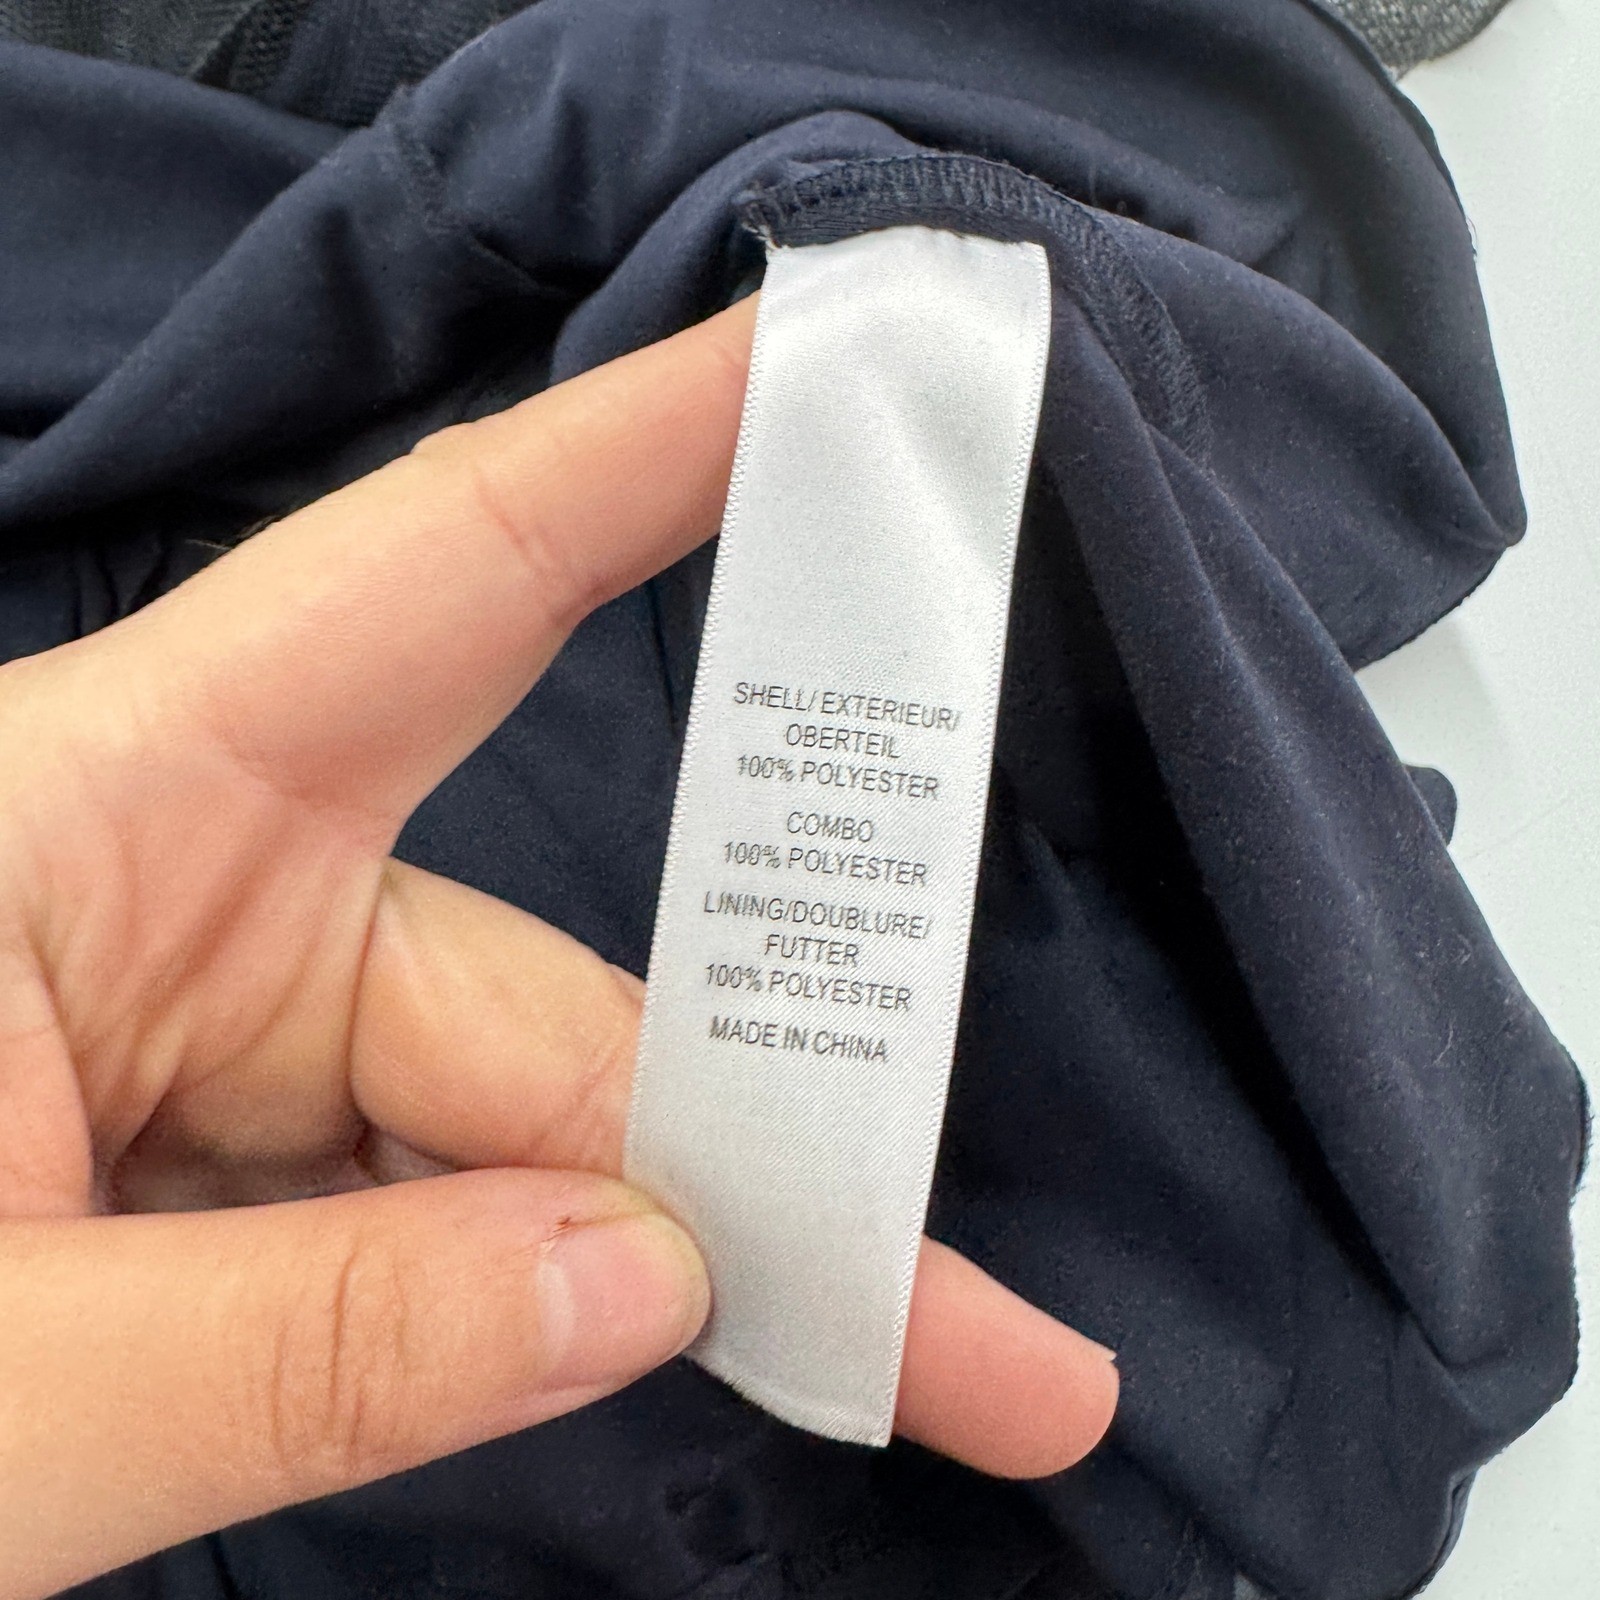 SHELL/ EXTERIEUR/
OBERTEIL
100% POLYESTER
COMBO
100% POLYESTER
LINING/DOUBLURE/
FUTTER
100% POLYESTER
MADE IN CHINA